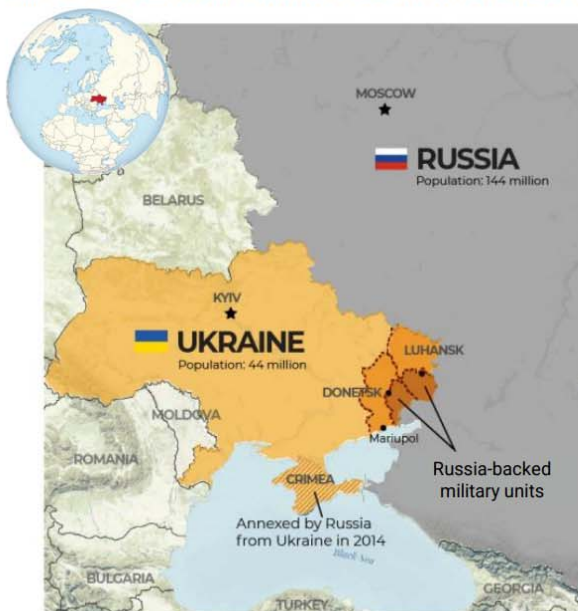 MOSCOW
RUSSIA
Population: 144 million
BELARUS
KYIV
UKRAINE
Population: 44 million
LUHANSK
DONETSK
MOLDOVA
Mariupol
ROMANIA
Russia-backed
military units
CRIMEA
Annexed by Russia
from Ukraine in 2014
Black Sea
BULGARIA
GEORGIA
TURKEY